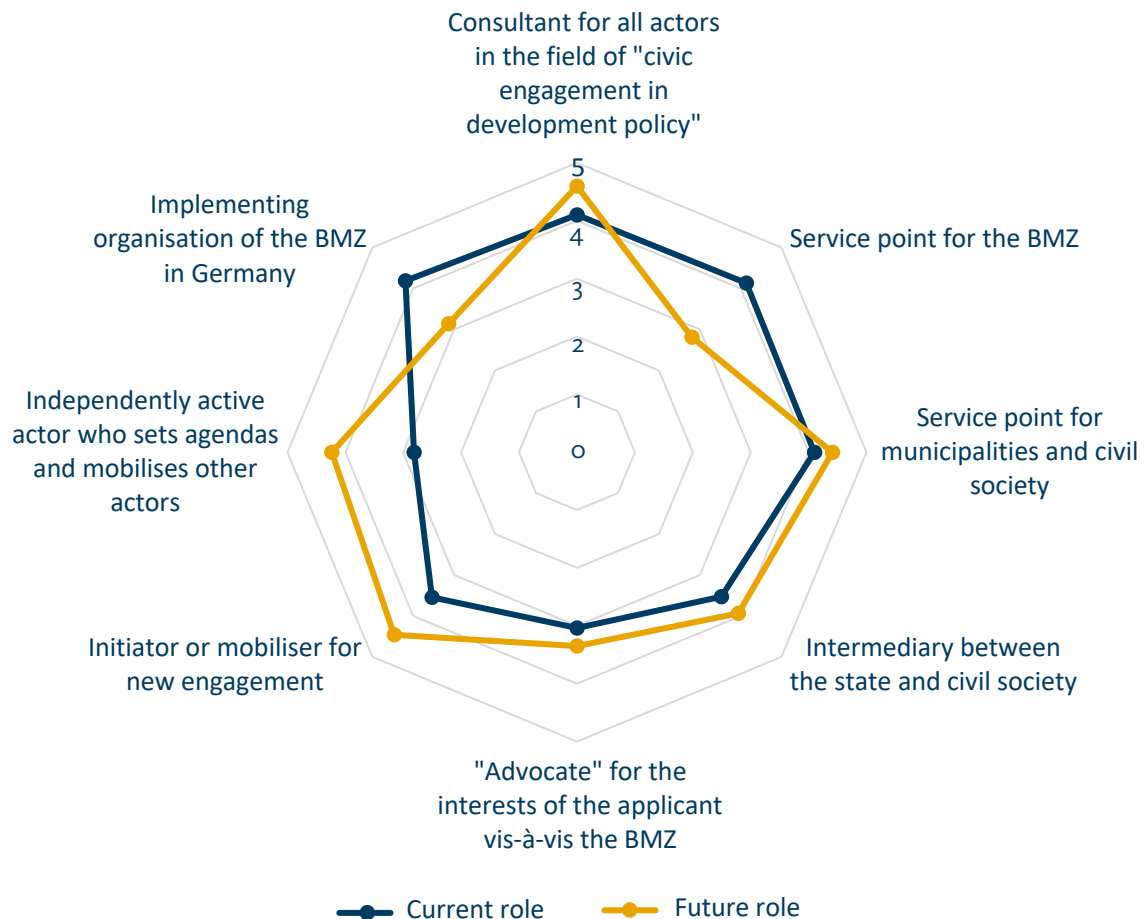 Consultant for all actors
in the field of "civic
engagement in
development policy"
5
4
3
2
1
0
Implementing
organisation of the BMZ
in Germany
Service point for the BMZ
Independently active
actor who sets agendas
and mobilises other
actors
Service point for
municipalities and civil
society
Initiator or mobiliser for
new engagement
Intermediary between
the state and civil society
"Advocate" for the
interests of the applicant
vis-à-vis the BMZ
Current role
Future role